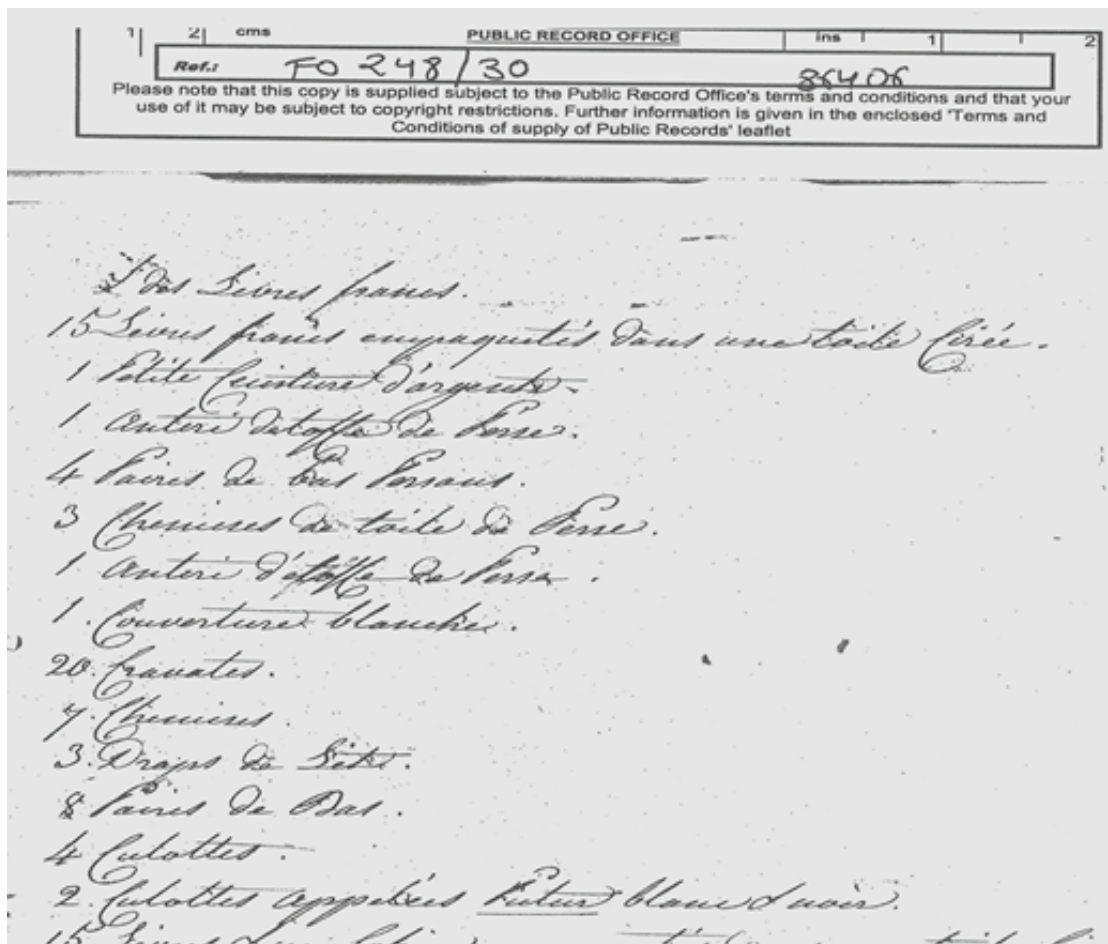 1 2 cms PUBLIC RECORD OFFICE ins 1 2
Ref.: FO 248/30 86406
Please note that this copy is supplied subject to the Public Record Office's terms and conditions and that your
use of it may be subject to copyright restrictions. Further information is given in the enclosed 'Terms and
Conditions of supply of Public Records' leaflet
des Livres francs.
15 Livres francs empaquetés dans une toile Cirée.
1 Petite Ceinture d'argent.
1 anteri d'etoffe de Perse.
4 Paires de bas Persans.
3 Chemises de toile de Perse.
1 anteri d'étoffe de Perse.
1. Couverture blanche.
20. Cravates.
7. Chemises.
3. Draps de Lits.
8 Paires de Bas.
4 Culottes.
2. Culottes appelées blanc & noir.
15 Livres